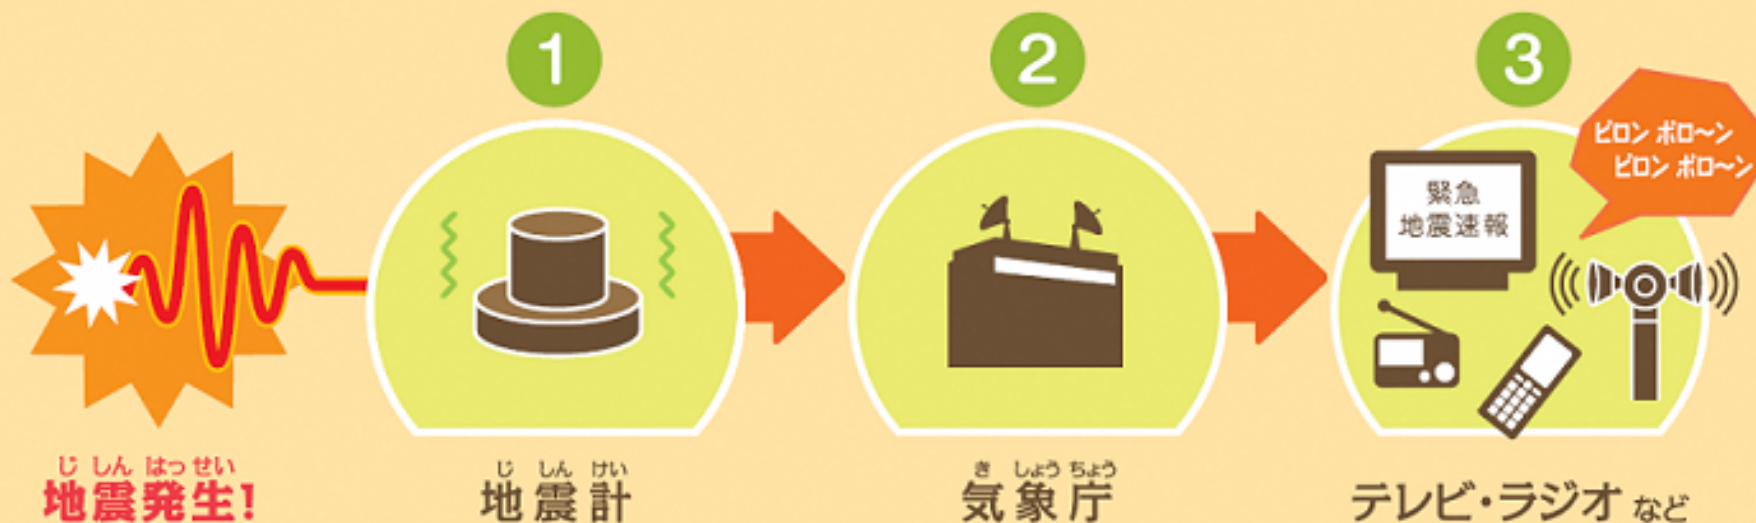 1
2
3
ピロン ポロ〜ン
ピロン ポロ〜ン
緊急
地震速報
じ しん はっ せい
地震発生!
じ しん けい
地震計
き しょう ちょう
気象庁
テレビ・ラジオ など